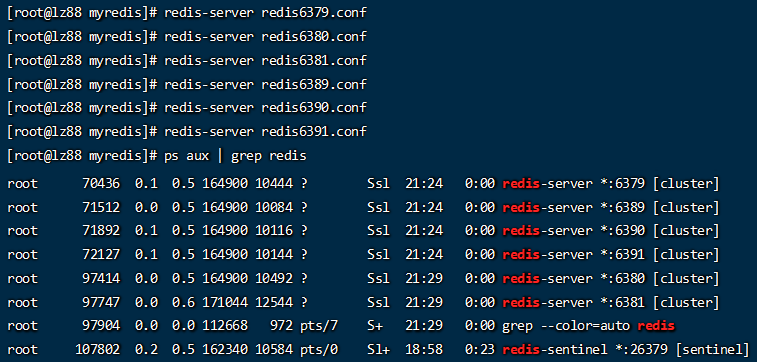 [root@lz88 myredis]# redis-server redis6379.conf
[root@lz88 myredis]# redis-server redis6380.conf
[root@lz88 myredis]# redis-server redis6381.conf
[root@lz88 myredis]# redis-server redis6389.conf
[root@lz88 myredis]# redis-server redis6390.conf
[root@lz88 myredis]# redis-server redis6391.conf
[root@lz88 myredis]# ps aux | grep redis
root      70436  0.1  0.5 164900 10444 ?        Ssl  21:24   0:00 redis-server *:6379 [cluster]
root      71512  0.0  0.5 164900 10084 ?        Ssl  21:24   0:00 redis-server *:6389 [cluster]
root      71892  0.1  0.5 164900 10116 ?        Ssl  21:24   0:00 redis-server *:6390 [cluster]
root      72127  0.1  0.5 164900 10144 ?        Ssl  21:24   0:00 redis-server *:6391 [cluster]
root      97414  0.0  0.5 164900 10492 ?        Ssl  21:29   0:00 redis-server *:6380 [cluster]
root      97747  0.0  0.6 171044 12544 ?        Ssl  21:29   0:00 redis-server *:6381 [cluster]
root      97904  0.0  0.0 112668   972 pts/7    S+   21:29   0:00 grep --color=auto redis
root     107802  0.2  0.5 162340 10584 pts/0    Sl+  18:58   0:23 redis-sentinel *:26379 [sentinel]